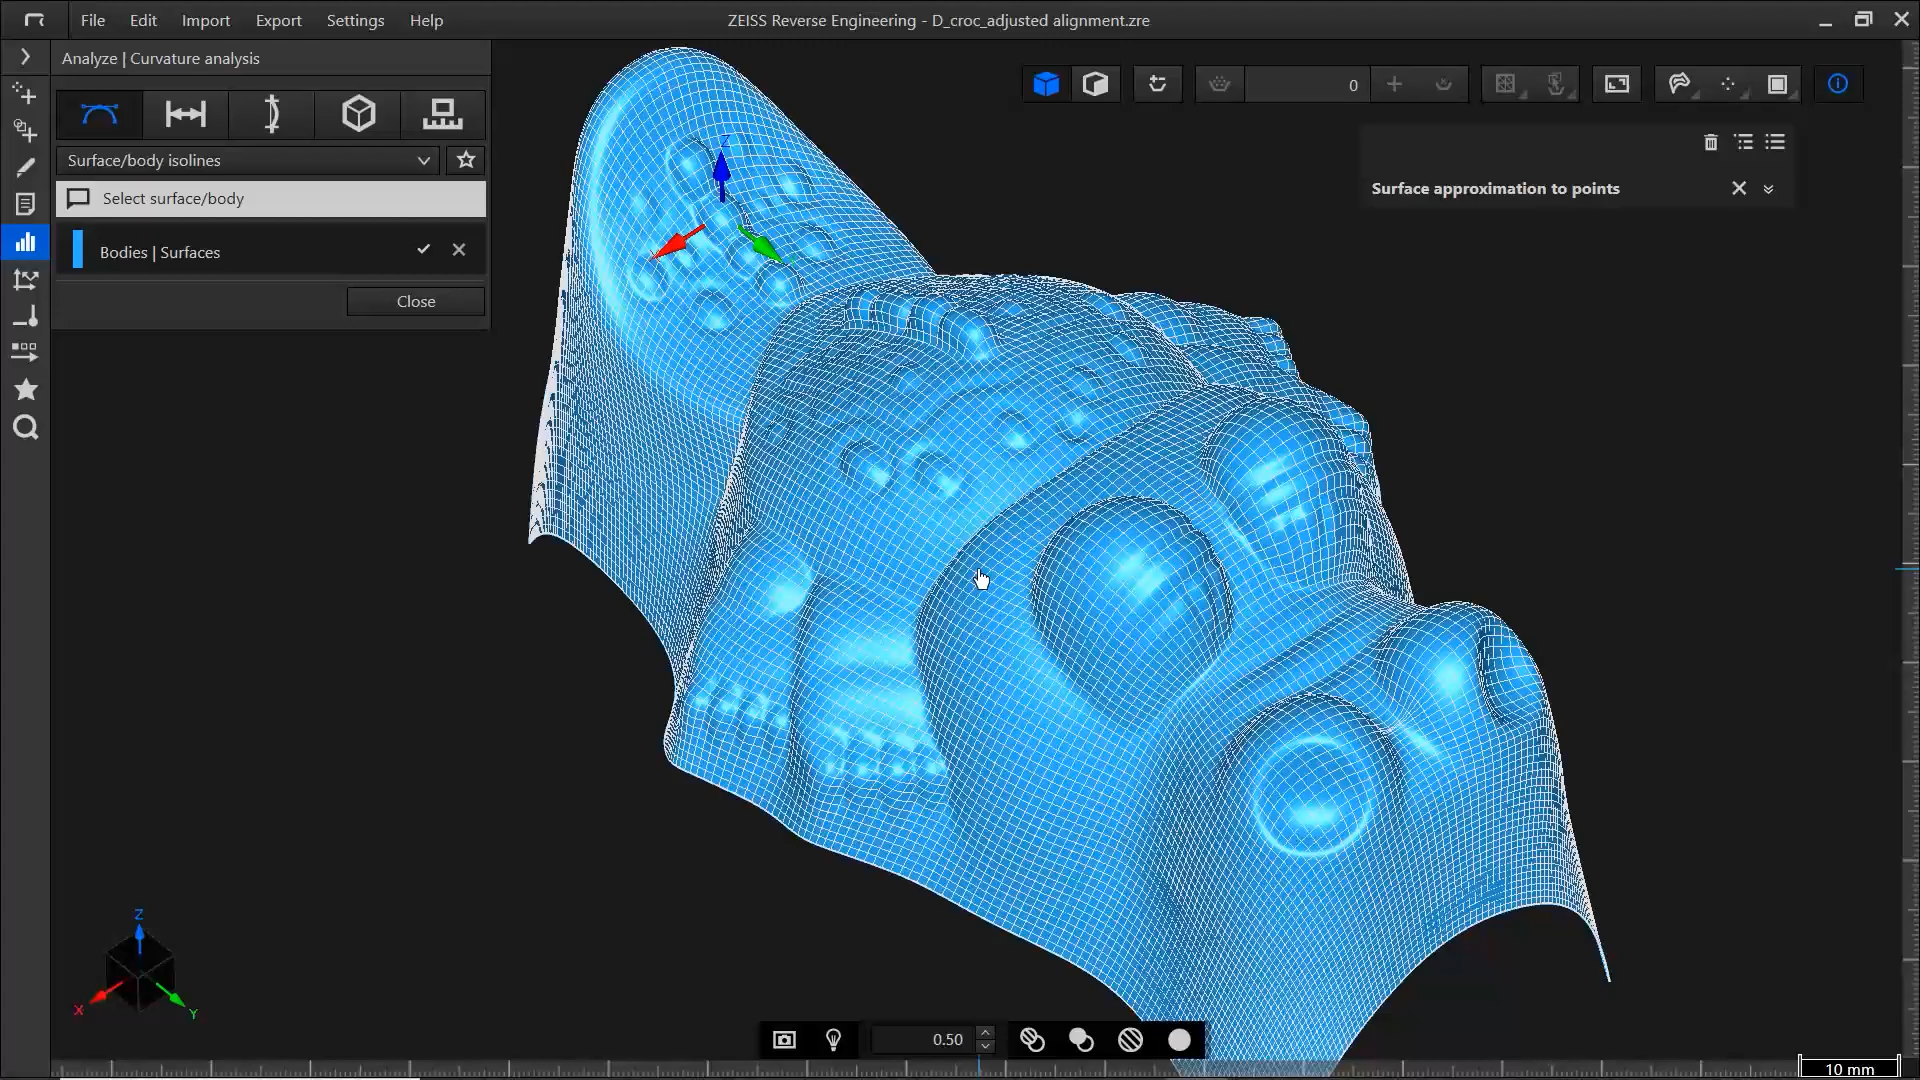 File Edit Import Export Settings Help
ZEISS Reverse Engineering - D_croc_adjusted alignment.zre
Analyze | Curvature analysis
Surface/body isolines
Select surface/body
Bodies | Surfaces
Close
0
Surface approximation to points
Z
Z
X
Y
0.50
10 mm